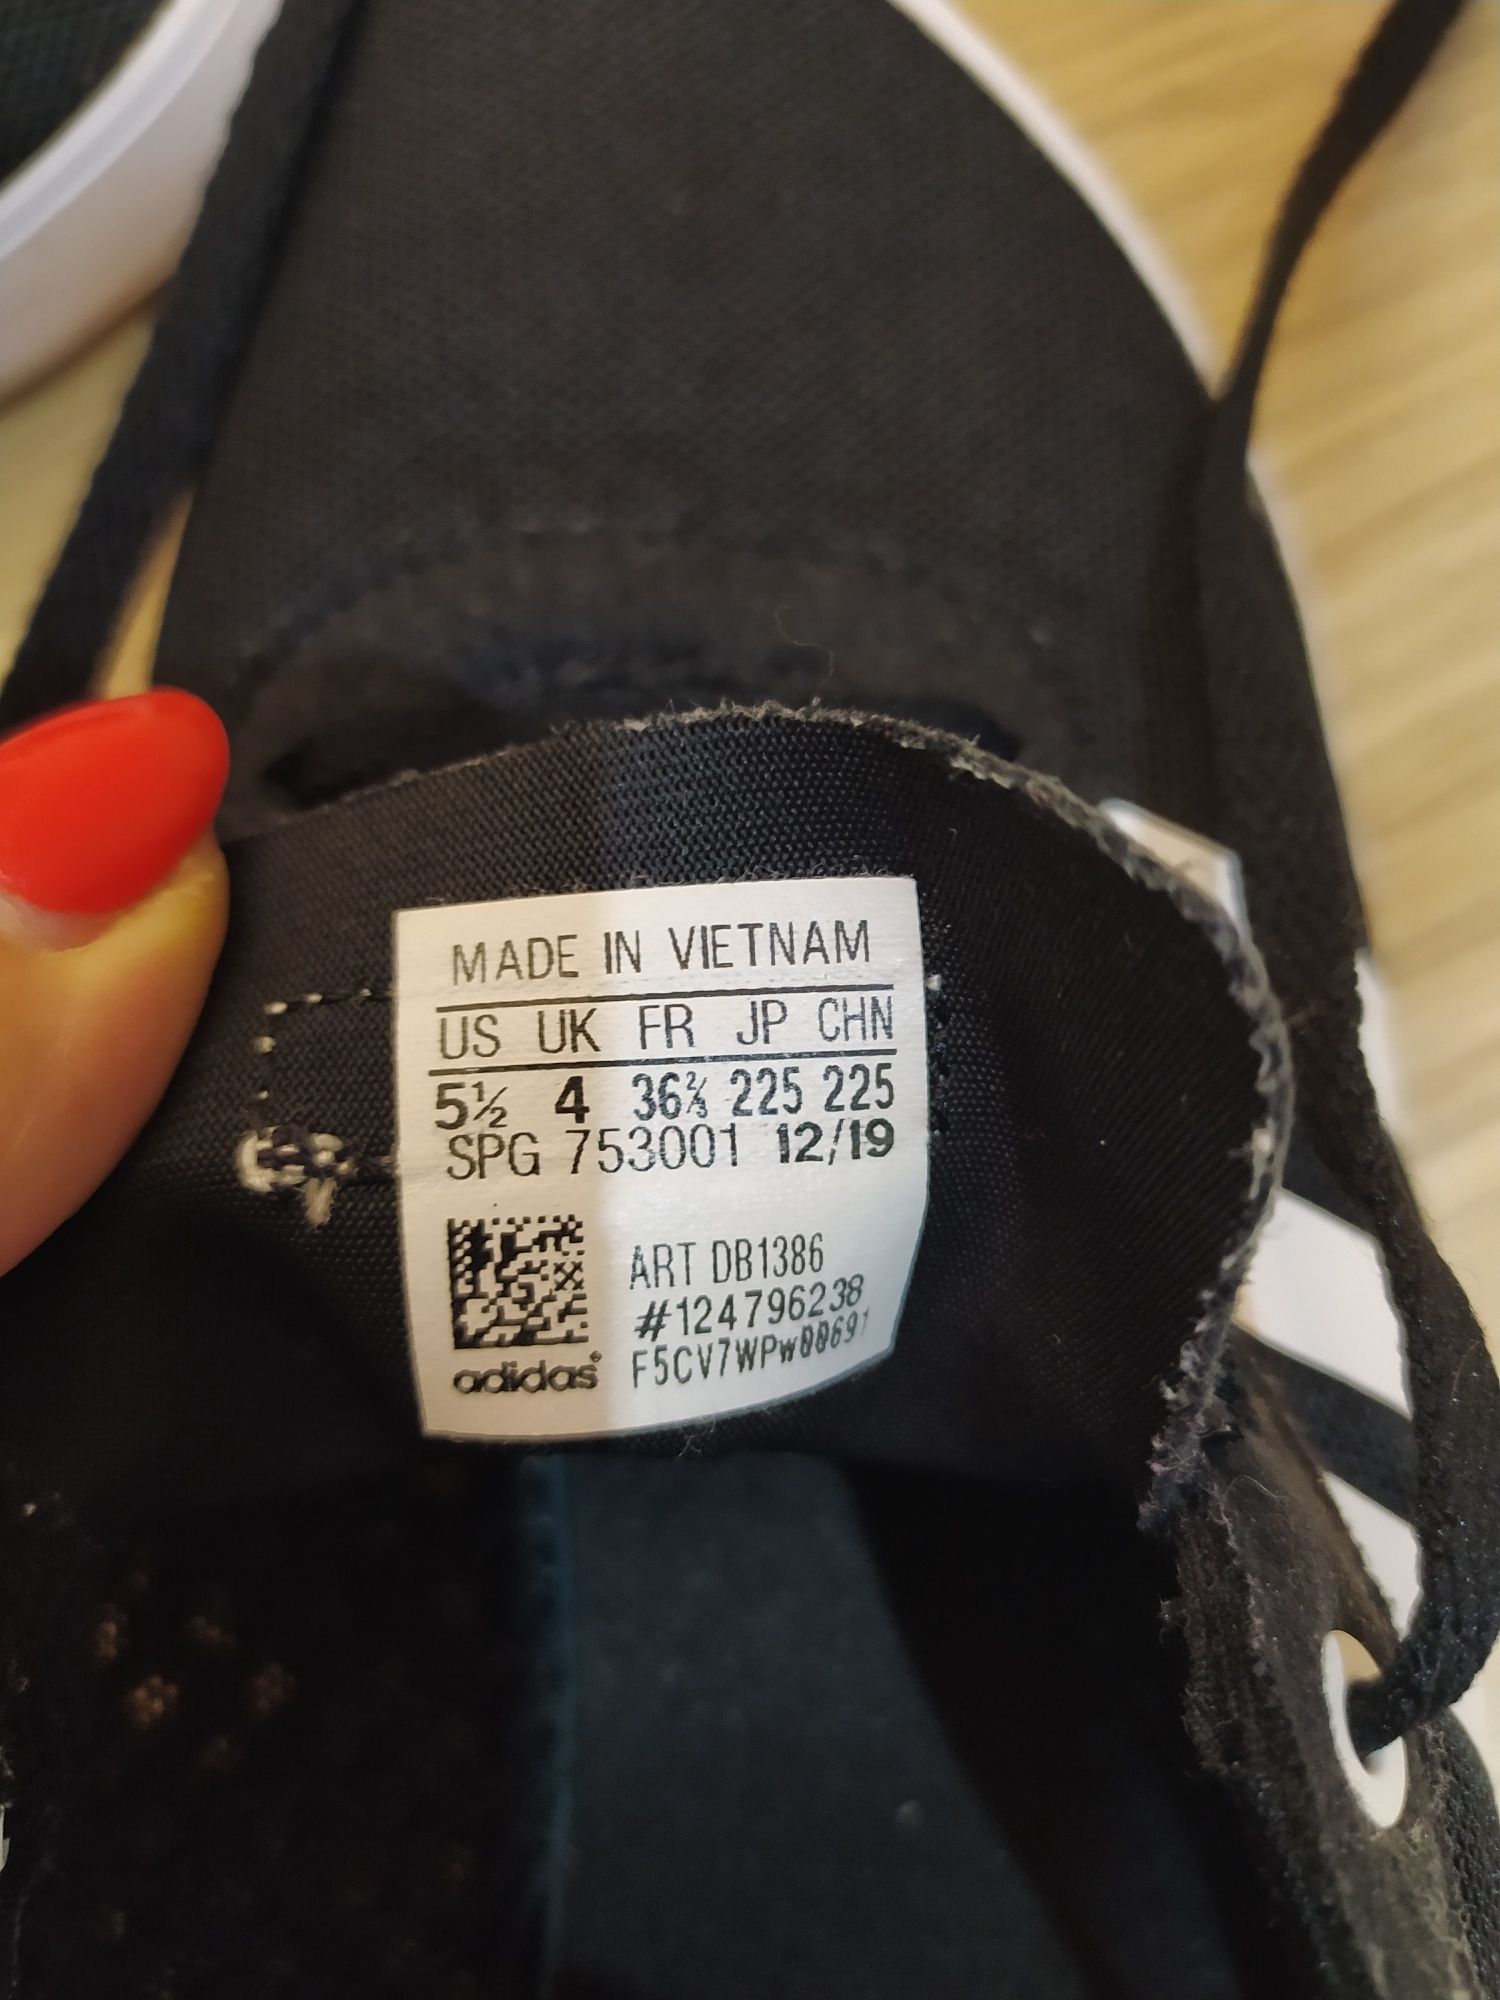 MADE IN VIETNAM
US UK FR JP CHN
5½ 4 36⅔ 225 225
SPG 753001 12/19
ART DB1386
#124796238
F5CV7WPw00691
adidas®